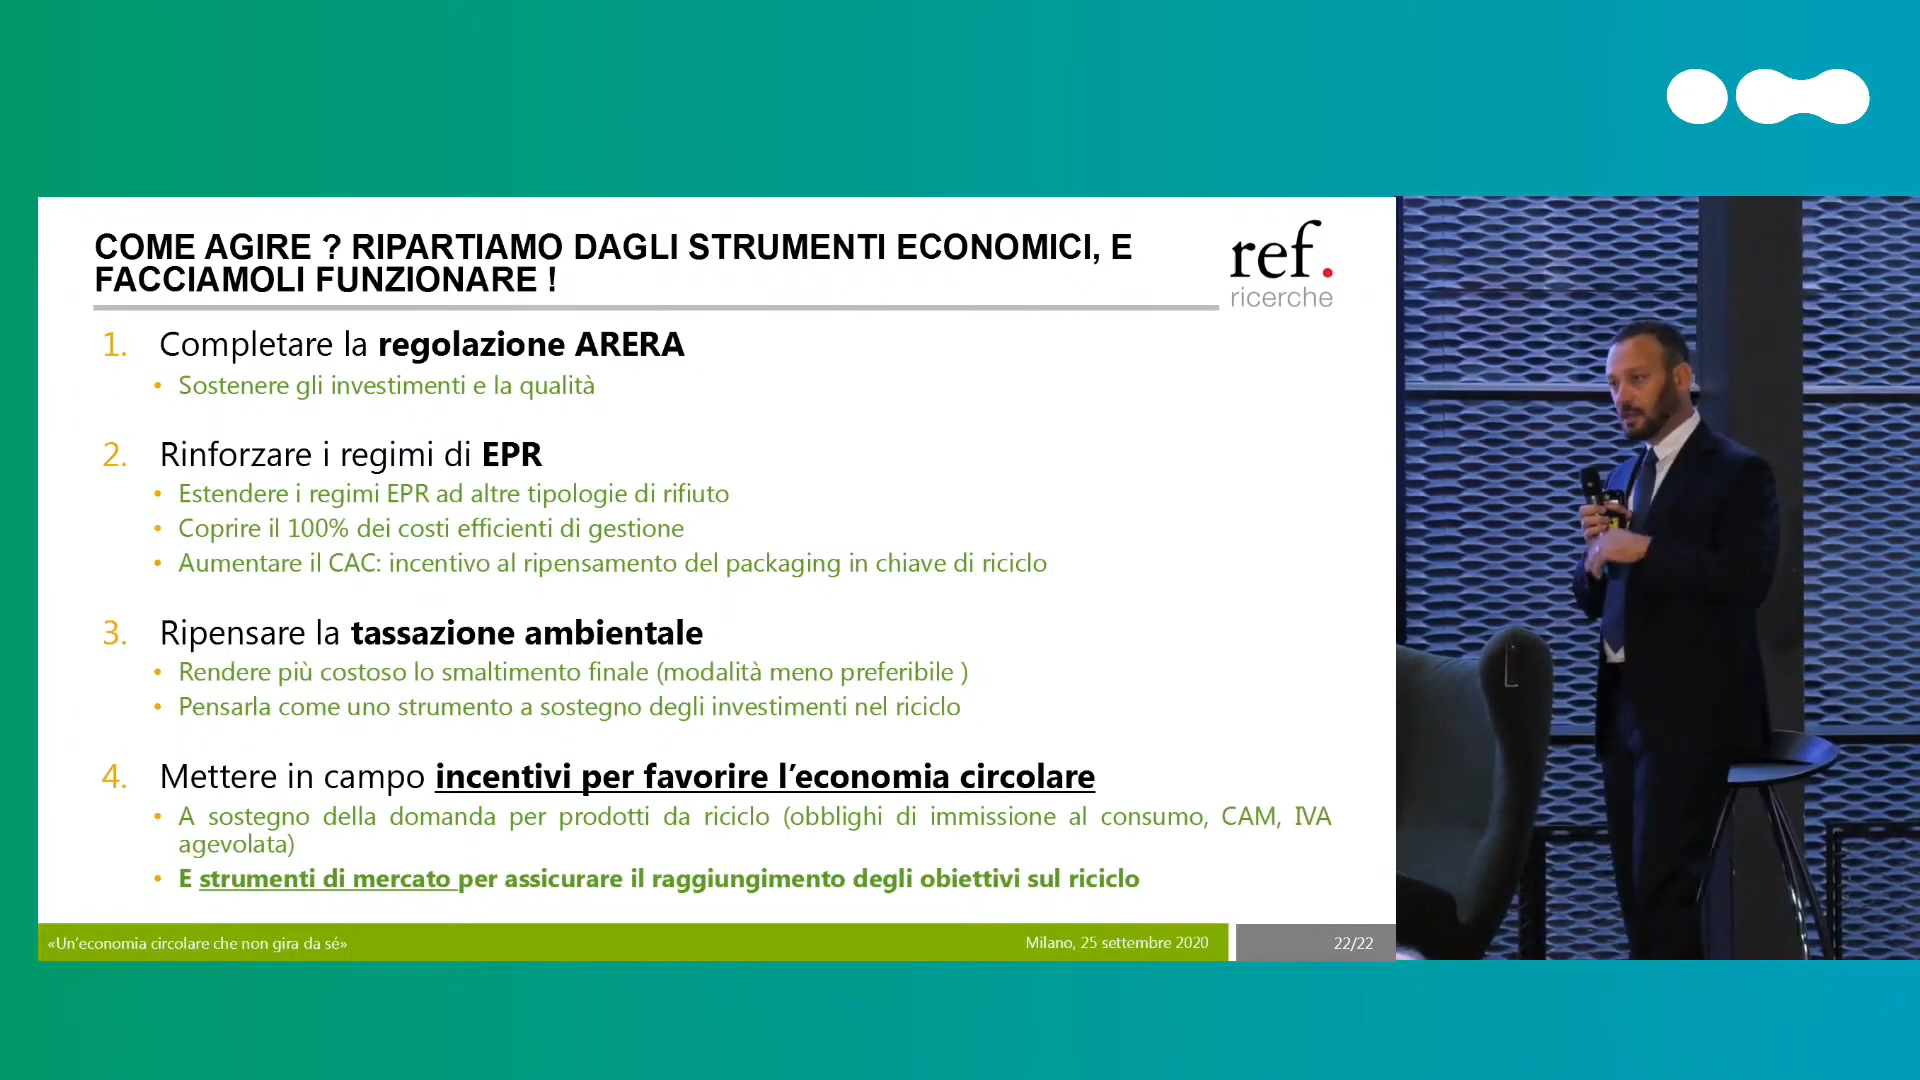 COME AGIRE ? RIPARTIAMO DAGLI STRUMENTI ECONOMICI, E
FACCIAMOLI FUNZIONARE !
ref.
ricerche
1. Completare la regolazione ARERA
• Sostenere gli investimenti e la qualità
2. Rinforzare i regimi di EPR
• Estendere i regimi EPR ad altre tipologie di rifiuto
• Coprire il 100% dei costi efficienti di gestione
• Aumentare il CAC: incentivo al ripensamento del packaging in chiave di riciclo
3. Ripensare la tassazione ambientale
• Rendere più costoso lo smaltimento finale (modalità meno preferibile )
• Pensarla come uno strumento a sostegno degli investimenti nel riciclo
4. Mettere in campo incentivi per favorire l’economia circolare
• A sostegno della domanda per prodotti da riciclo (obblighi di immissione al consumo, CAM, IVA
agevolata)
• E strumenti di mercato per assicurare il raggiungimento degli obiettivi sul riciclo
«Un’economia circolare che non gira da sé»
Milano, 25 settembre 2020
22/22